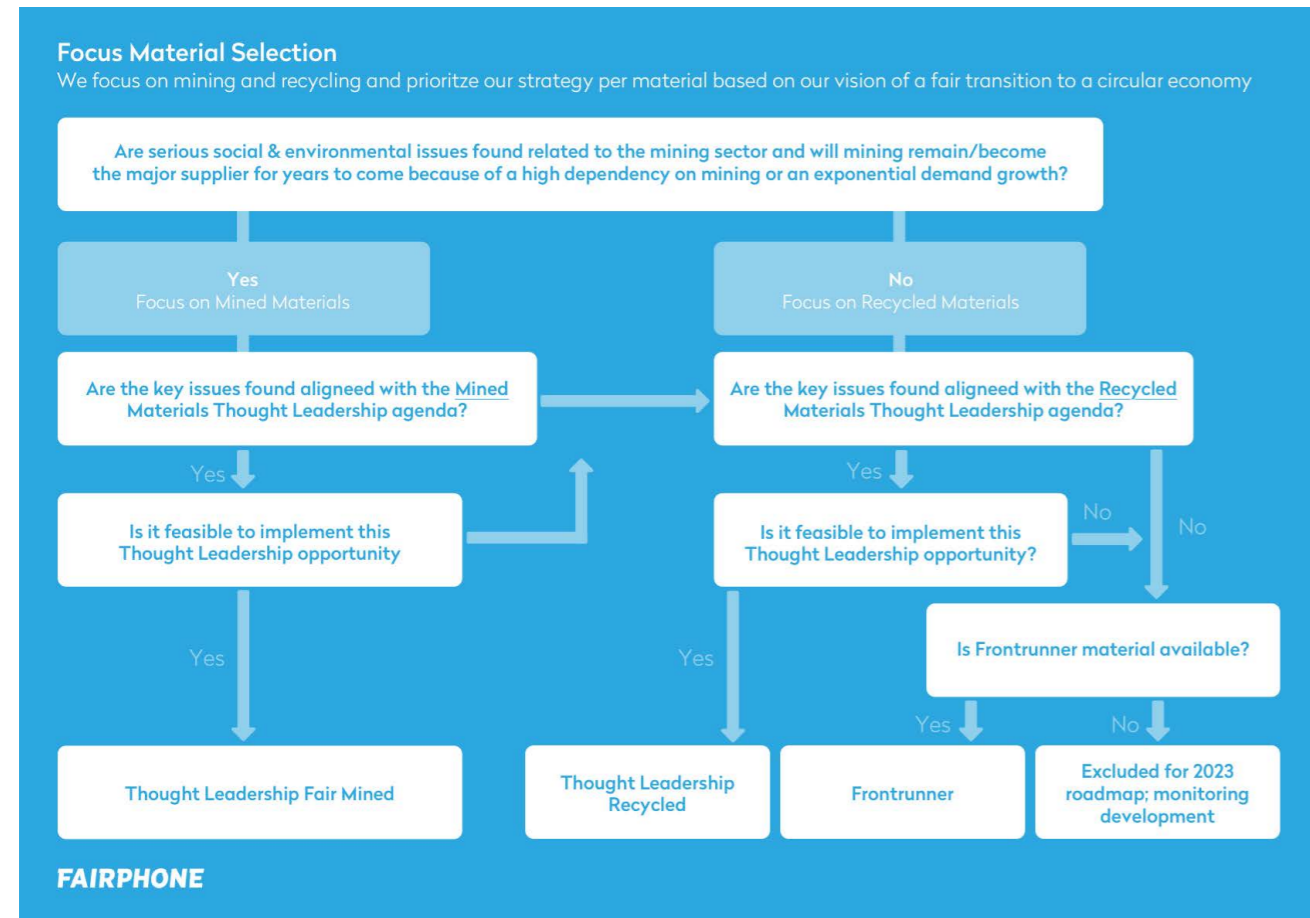 Focus Material Selection
We focus on mining and recycling and prioritze our strategy per material based on our vision of a fair transition to a circular economy
Are serious social & environmental issues found related to the mining sector and will mining remain/become
the major supplier for years to come because of a high dependency on mining or an exponential demand growth?
Yes
Focus on Mined Materials
No
Focus on Recycled Materials
Are the key issues found aligneed with the Mined
Materials Thought Leadership agenda?
Are the key issues found aligneed with the Recycled
Materials Thought Leadership agenda?
Yes
Yes
Is it feasible to implement this
Thought Leadership opportunity
Is it feasible to implement this
Thought Leadership opportunity?
No
No
Is Frontrunner material available?
Yes
Yes
Yes
No
Thought Leadership Fair Mined
Thought Leadership
Recycled
Frontrunner
Excluded for 2023
roadmap; monitoring
development
FAIRPHONE